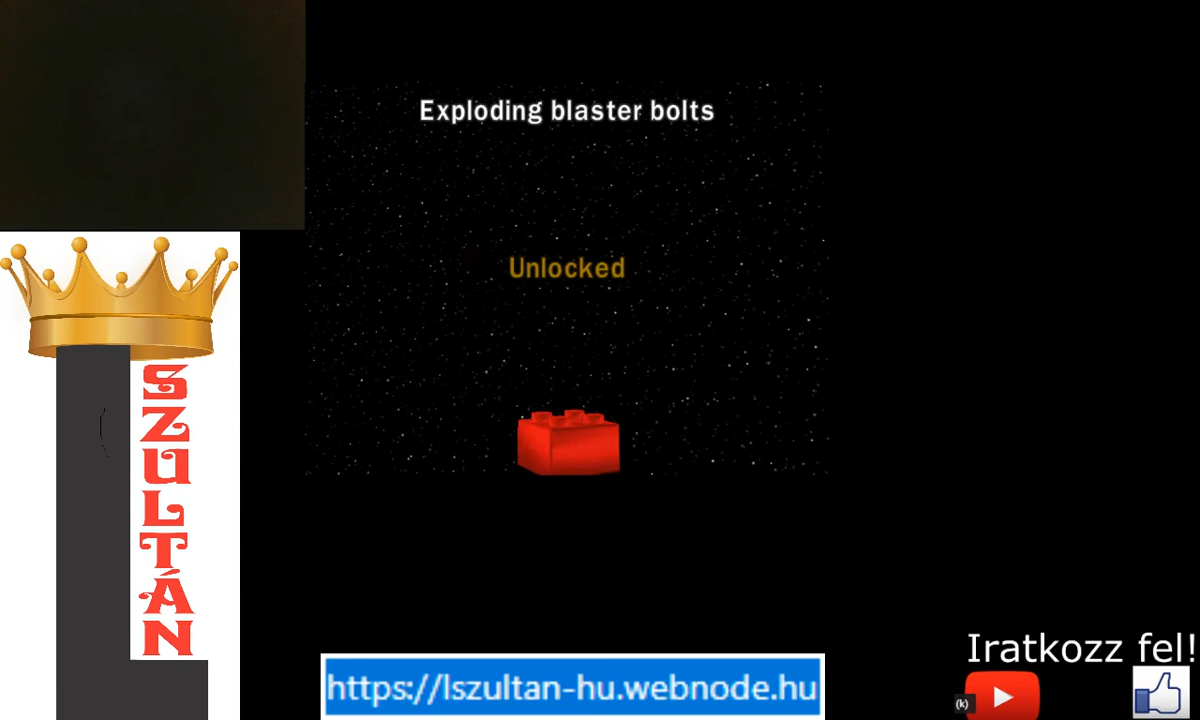 Exploding blaster bolts
Unlocked
SZULTÁN
https://lszultan-hu.webnode.hu
Iratkozz fel!
(k)